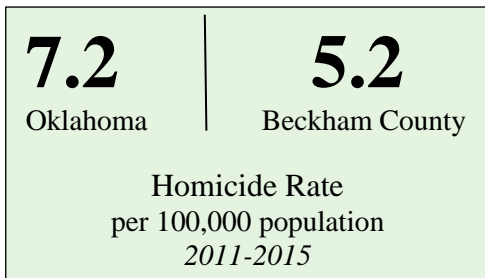 7.2 5.2
Oklahoma Beckham County
Homicide Rate
per 100,000 population
2011-2015